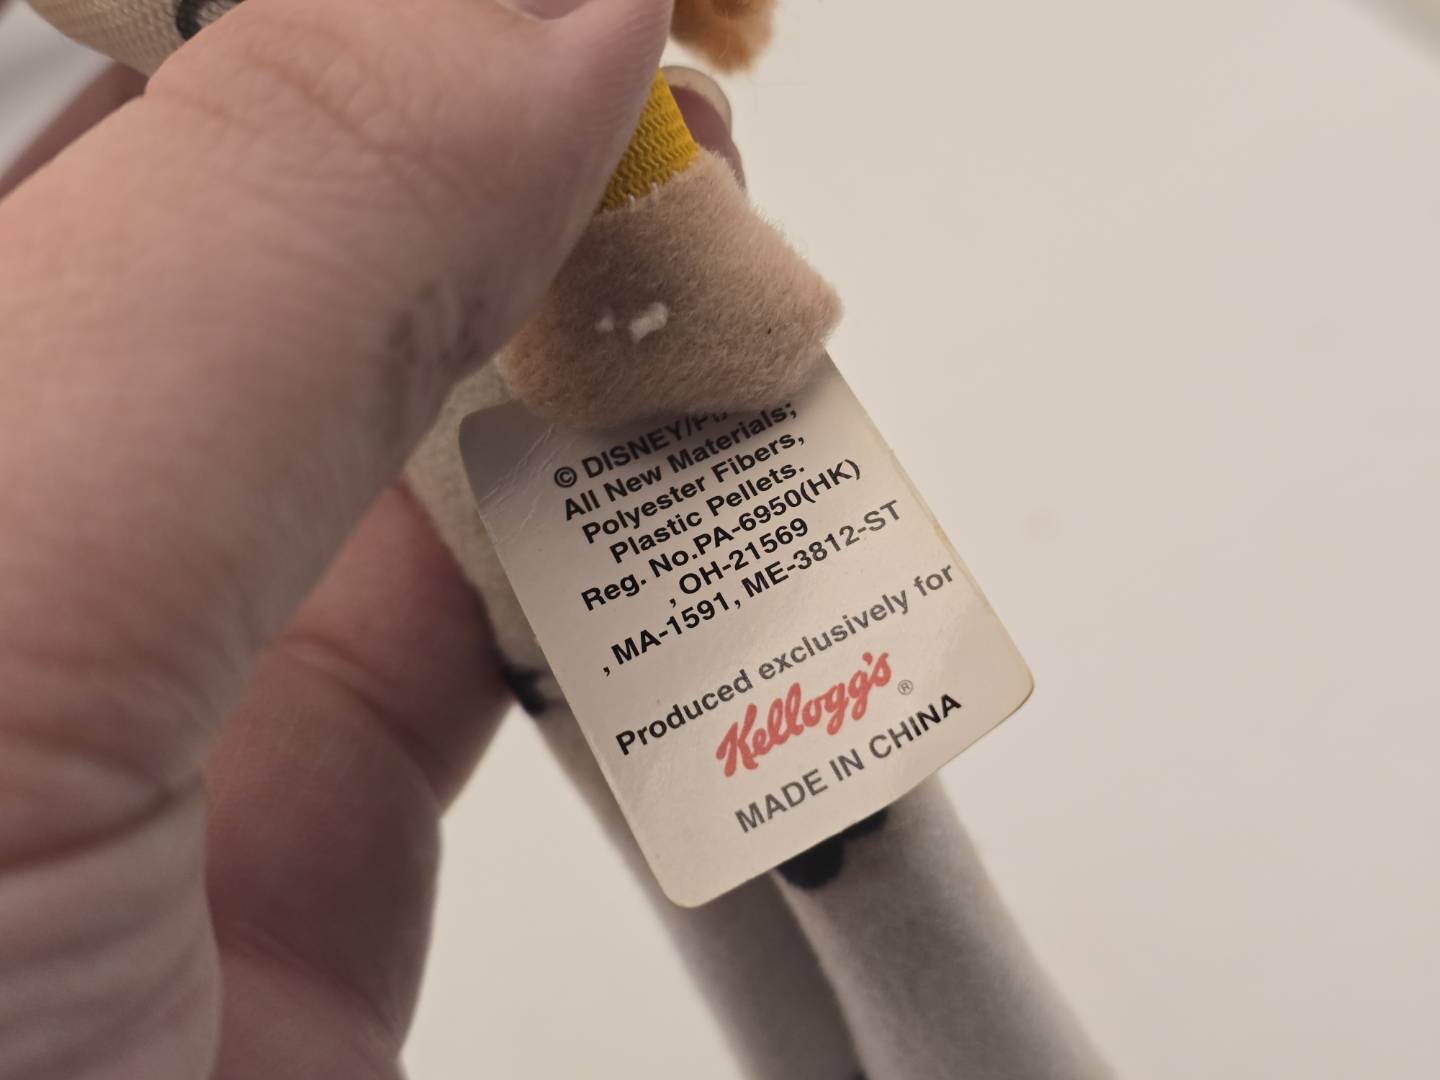 © DISNEY/
All New Materials;
Polyester Fibers,
Plastic Pellets.
Reg. No.PA-6950(HK)
, OH-21569
, MA-1591, ME-3812-ST
Produced exclusively for
Kellogg's ®
MADE IN CHINA